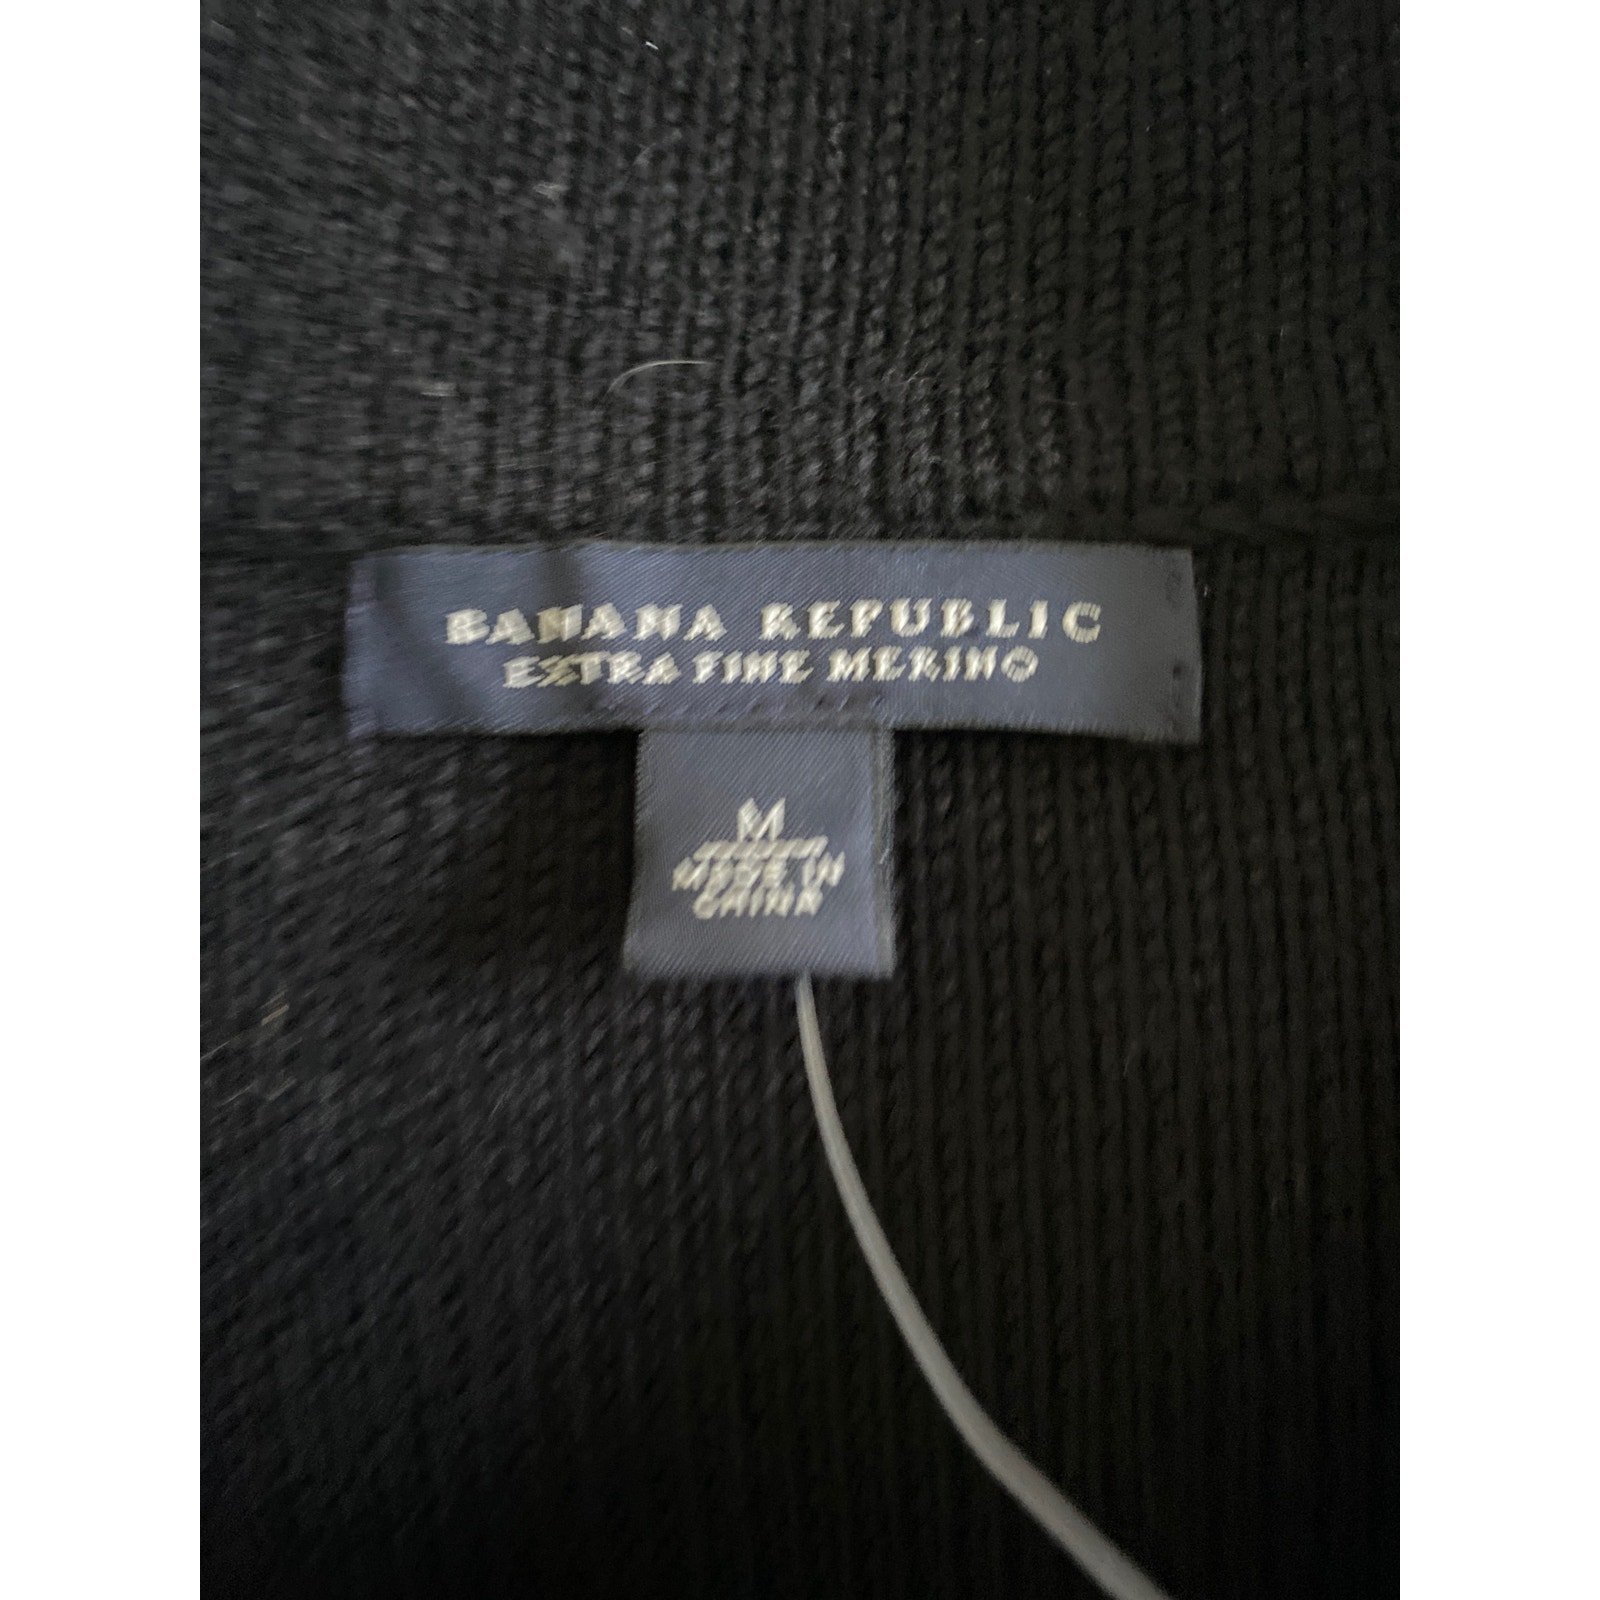 BANANA REPUBLIC
EXTRA FINE MERINO
M
MADE IN
CHINA